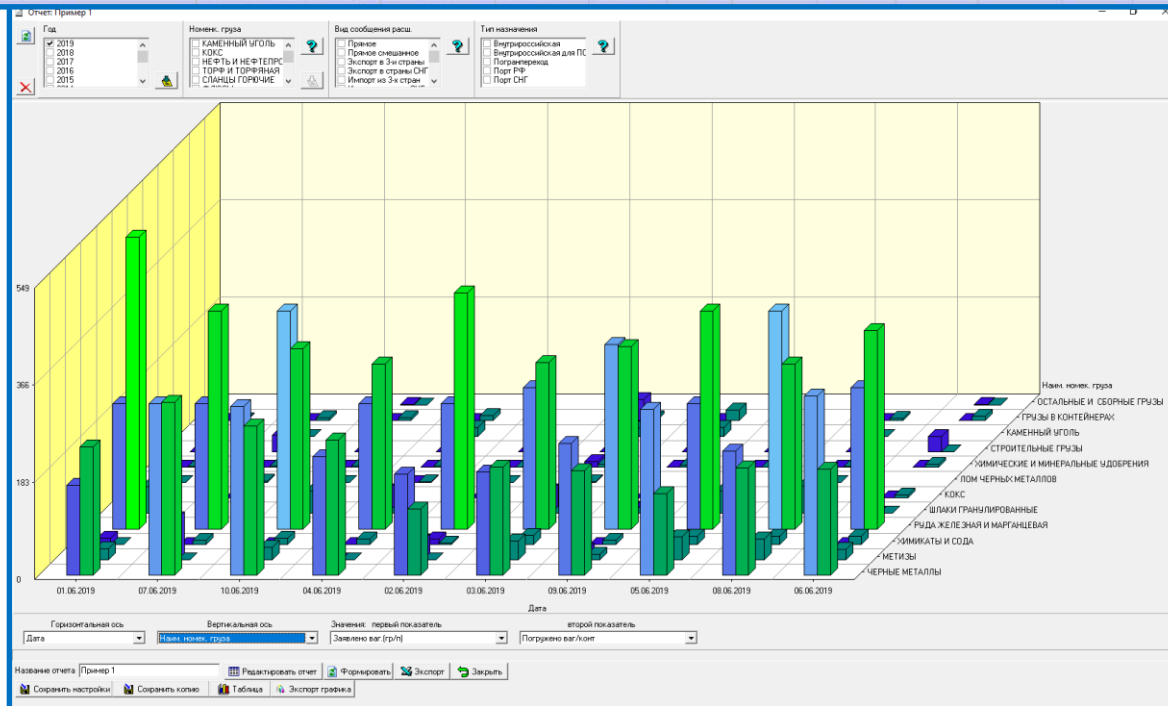 Отчет: Пример 1
Год
2019
2018
2017
2016
2015
Номенк. груза
КАМЕННЫЙ УГОЛЬ
КОКС
НЕФТЬ И НЕФТЕПРС
ТОРФ И ТОРФЯНАЯ
СЛАНЦЫ ГОРЮЧИЕ
Вид сообщения расш.
Прямое
Прямое смешанное
Экспорт в 3-и страны
Экспорт в страны СНГ
Импорт из 3-х стран
Тип назначения
Внутрироссийская
Внутрироссийская для ПС
Погранпереход
Порт РФ
Порт СНГ
549
366
183
0
Наим. номек. груза
ОСТАЛЬНЫЕ И СБОРНЫЕ ГРУЗЫ
ГРУЗЫ В КОНТЕЙНЕРАХ
КАМЕННЫЙ УГОЛЬ
СТРОИТЕЛЬНЫЕ ГРУЗЫ
ХИМИЧЕСКИЕ И МИНЕРАЛЬНЫЕ УДОБРЕНИЯ
ЛОМ ЧЕРНЫХ МЕТАЛЛОВ
КОКС
ШЛАКИ ГРАНУЛИРОВАННЫЕ
РУДА ЖЕЛЕЗНАЯ И МАРГАНЦЕВАЯ
ХИМИКАТЫ И СОДА
МЕТИЗЫ
ЧЕРНЫЕ МЕТАЛЛЫ
01.06.2019 07.06.2019 10.06.2019 04.06.2019 02.06.2019 03.06.2019 09.06.2019 05.06.2019 08.06.2019 06.06.2019
Дата
Горизонтальная ось Вертикальная ось Значения: первый показатель второй показатель
Дата Наим. номек. груза Заявлено ваг.(гр/п) Погружено ваг/конт
Название отчета Пример 1 Редактировать отчет Формировать Экспорт Закрыть
Сохранить настройки Сохранить копию Таблица Экспорт графика